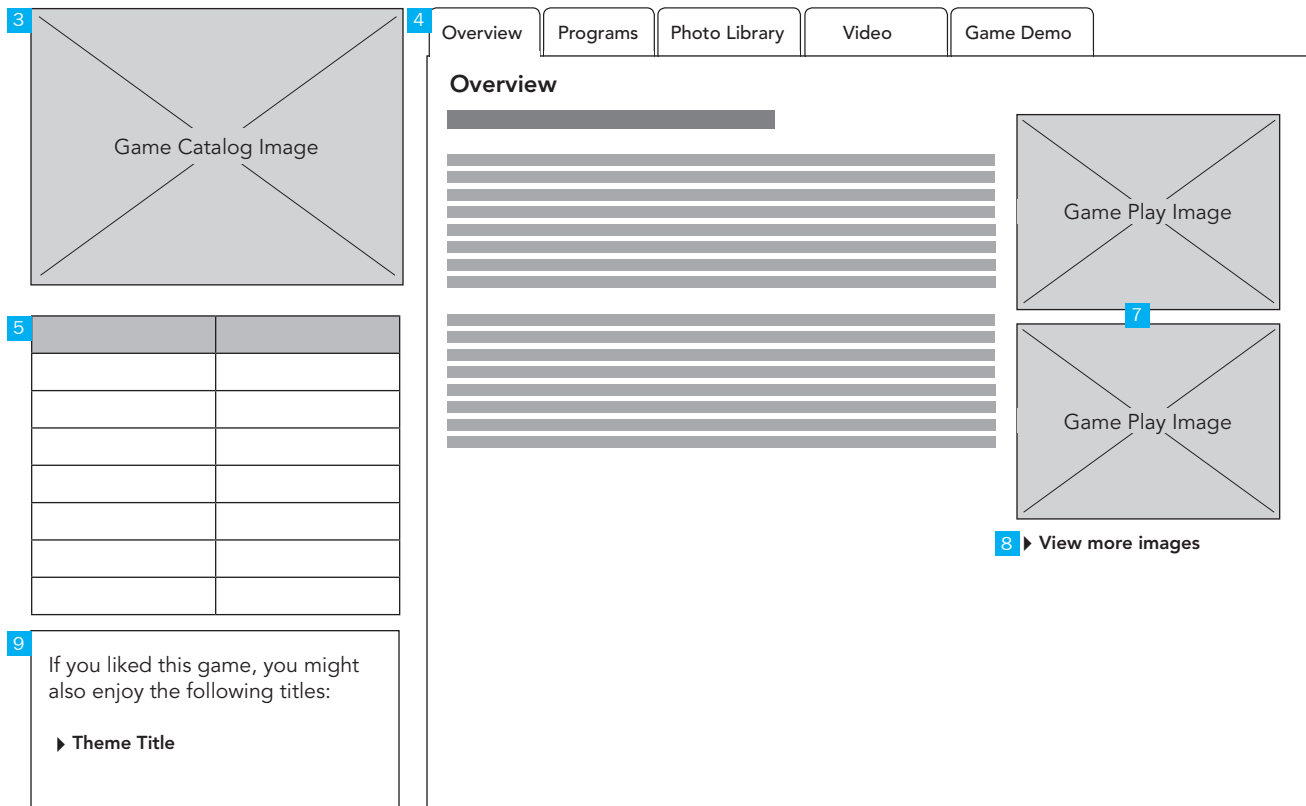 3
Game Catalog Image
4
Overview
Programs
Photo Library
Video
Game Demo
Overview
Game Play Image
7
Game Play Image
8
View more images
5
9
If you liked this game, you might
also enjoy the following titles:
Theme Title